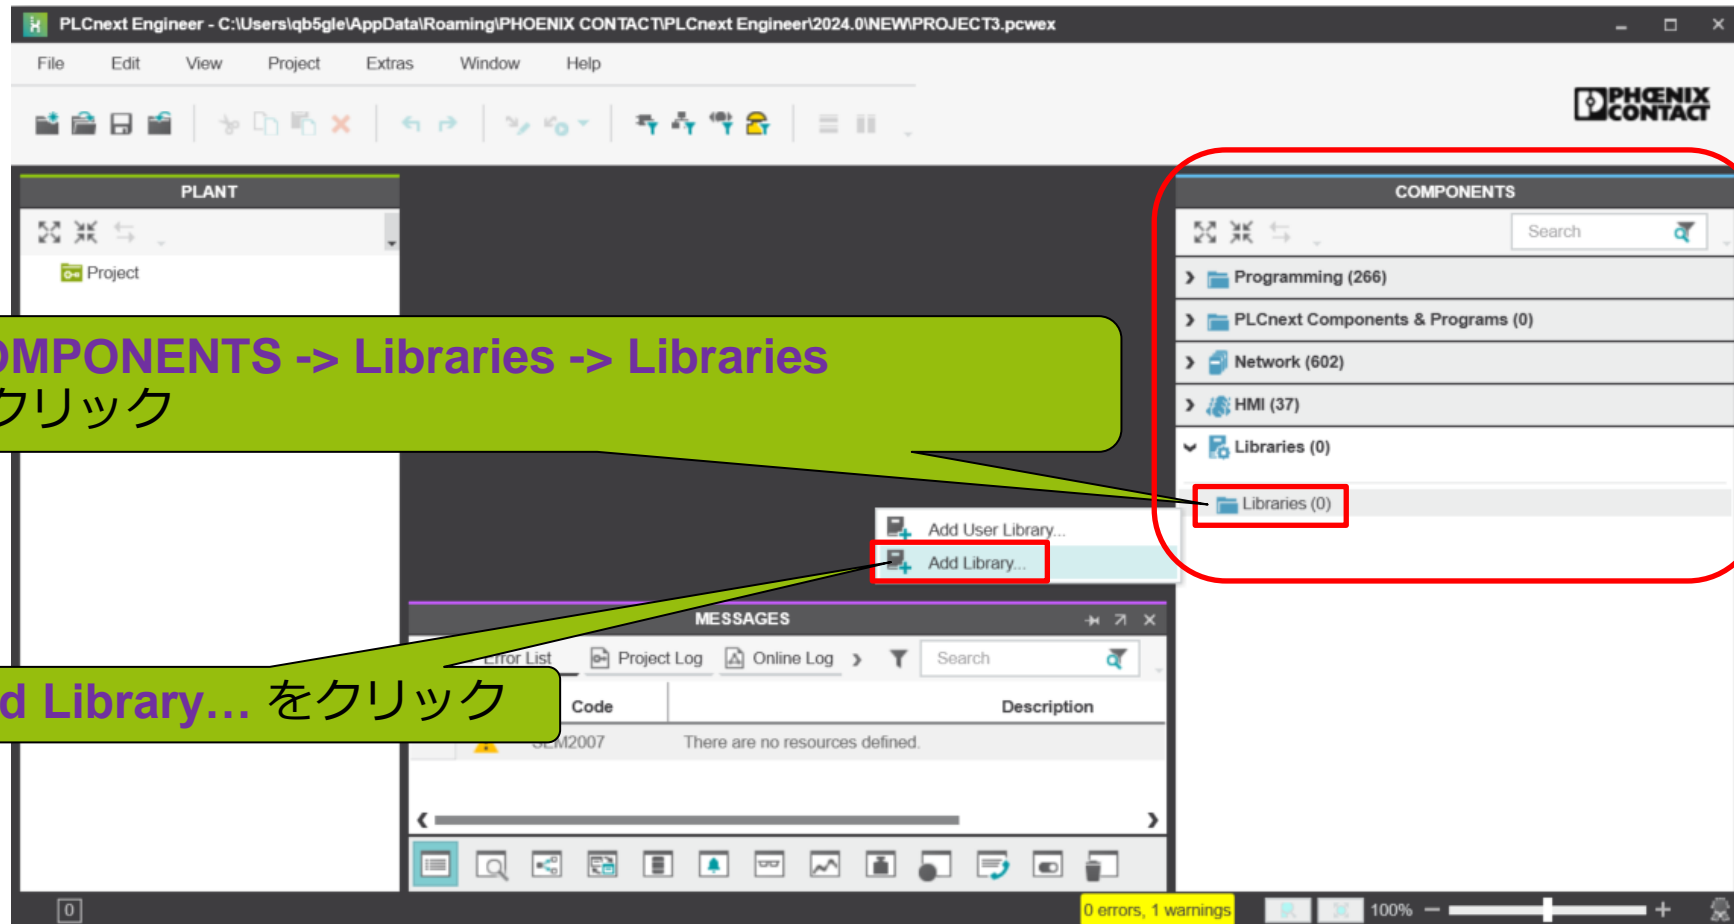 PLCnext Engineer - C:\Users\qb5gle\AppData\Roaming\PHOENIX CONTACT\PLCnext Engineer\2024.0\NEW\PROJECT3.pcwex
File Edit View Project Extras Window Help
PHOENIX
CONTACT
PLANT
Project
COMPONENTS
Search
Programming (266)
PLCnext Components & Programs (0)
Network (602)
HMI (37)
Libraries (0)
Libraries (0)
OMPONENTS -> Libraries -> Libraries
クリック
Add User Library...
Add Library...
d Library… をクリック
MESSAGES
Error List Project Log Online Log Search
Code Description
SEM2007 There are no resources defined.
0
0 errors, 1 warnings
100%